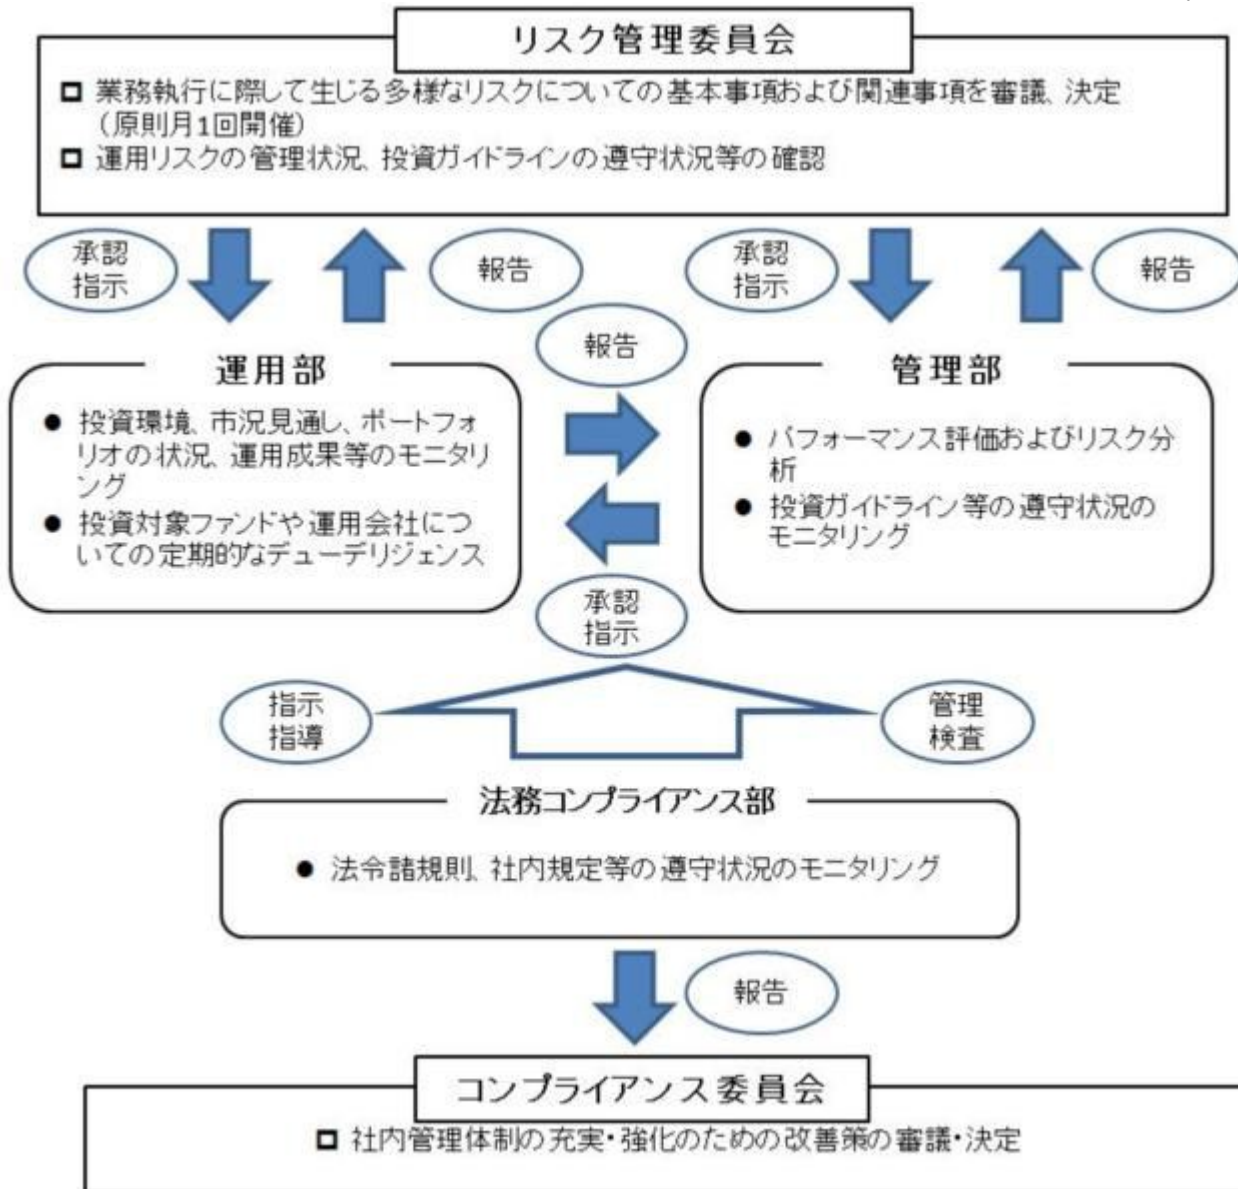 リスク管理委員会
□ 業務執行に際して生じる多様なリスクについての基本事項および関連事項を審議、決定
（原則月1回開催）
□ 運用リスクの管理状況、投資ガイドラインの遵守状況等の確認
承認
指示
報告
承認
指示
報告
報告
運用部
● 投資環境、市況見通し、ポートフォ
リオの状況、運用成果等のモニタリ
ング
● 投資対象ファンドや運用会社につ
いての定期的なデューデリジェンス
管理部
● パフォーマンス評価およびリスク分
析
● 投資ガイドライン等の遵守状況の
モニタリング
承認
指示
指示
指導
管理
検査
法務コンプライアンス部
● 法令諸規則、社内規定等の遵守状況のモニタリング
報告
コンプライアンス委員会
□ 社内管理体制の充実・強化のための改善策の審議・決定